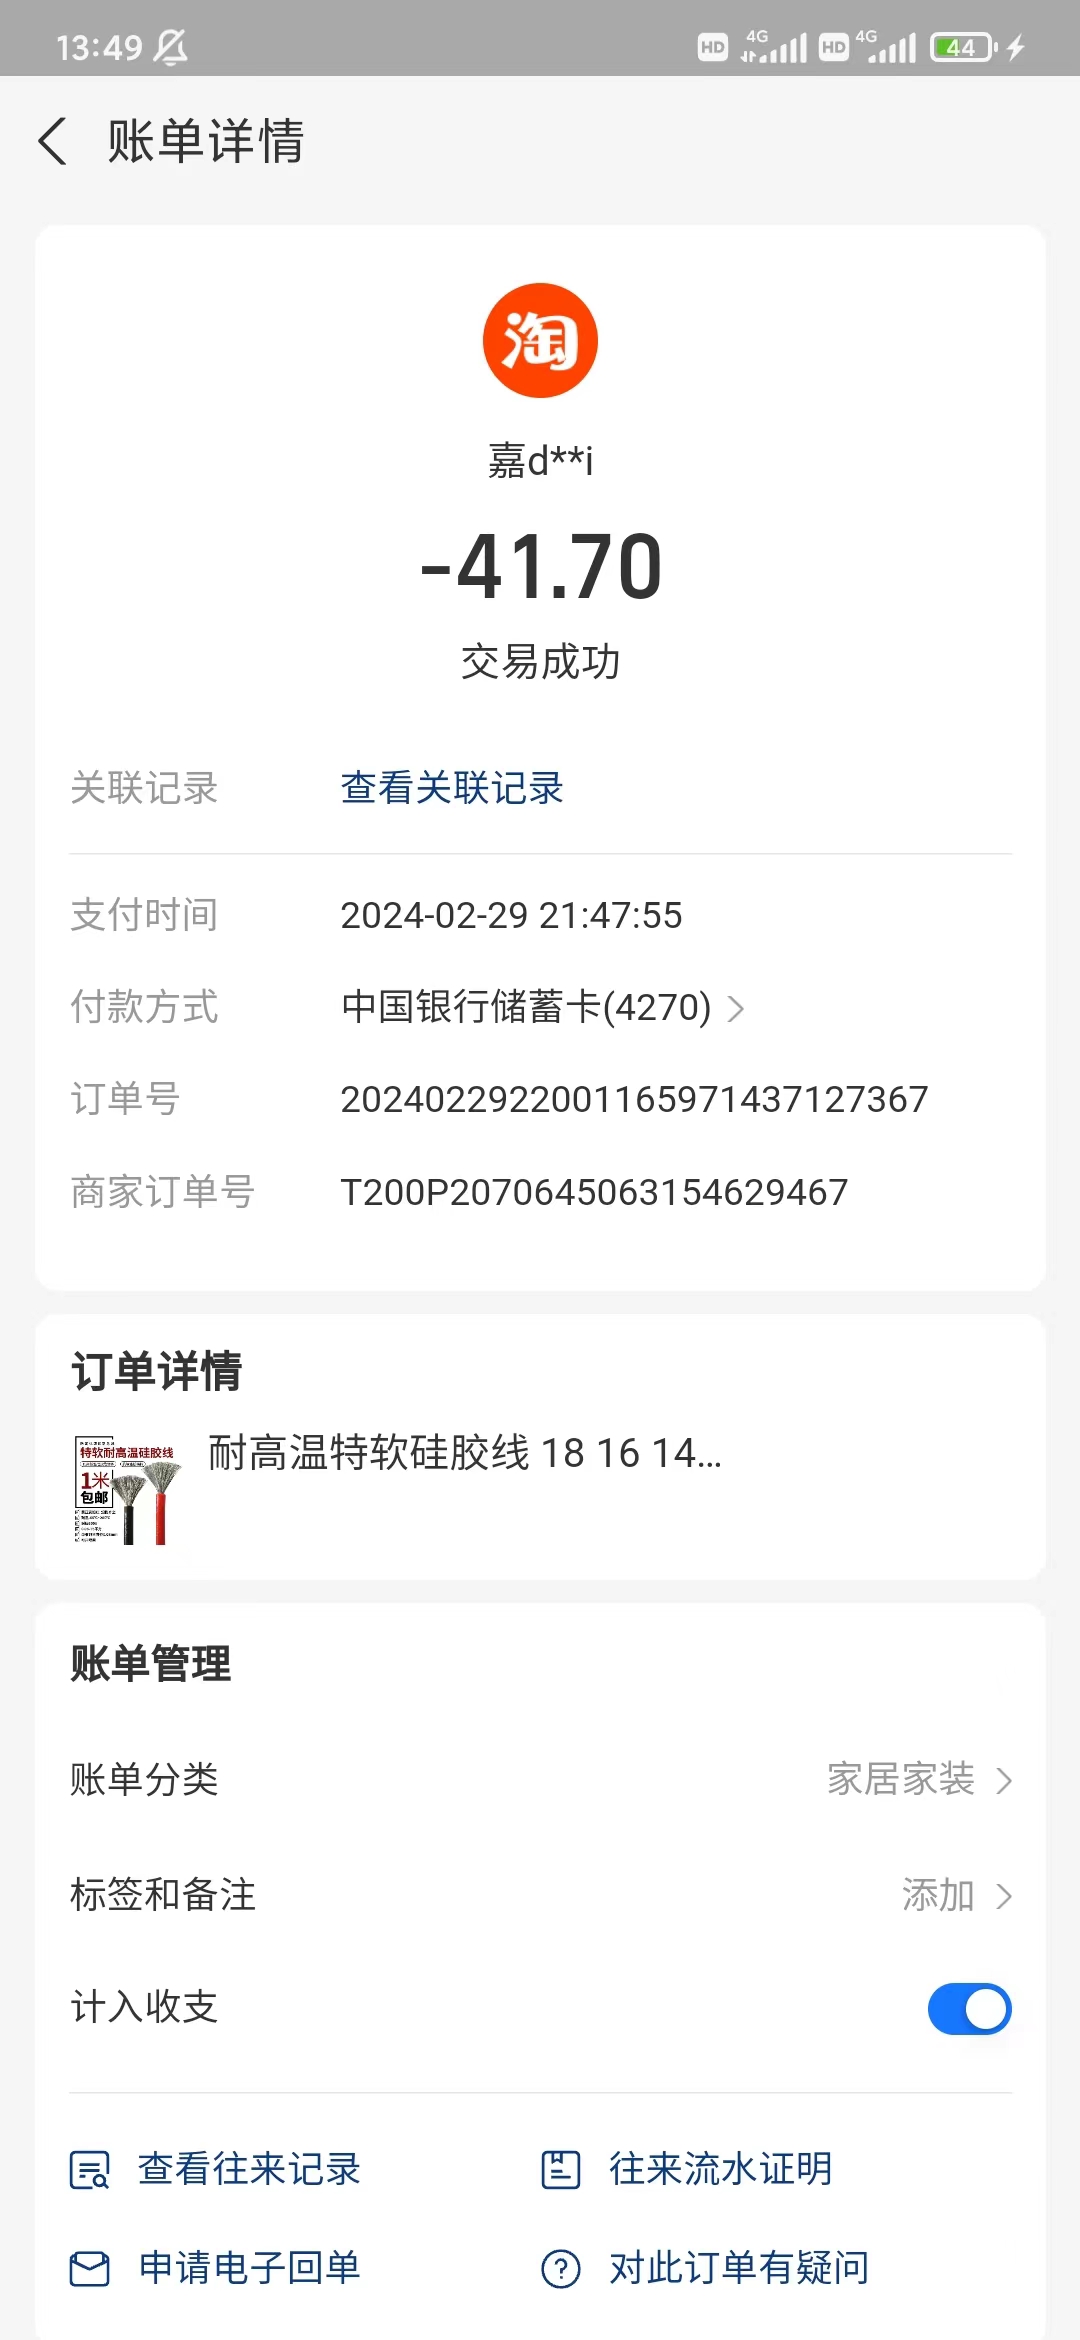 13:49
HD 4G HD 4G 44
账单详情
淘
嘉d**i
-41.70
交易成功
关联记录 查看关联记录
支付时间 2024-02-29 21:47:55
付款方式 中国银行储蓄卡(4270)
订单号 2024022922001165971437127367
商家订单号 T200P2070645063154629467
订单详情
耐高温特软硅胶线 18 16 14...
特软耐高温硅胶线
1米
包邮
账单管理
账单分类 家居家装
标签和备注 添加
计入收支
查看往来记录 往来流水证明
申请电子回单 对此订单有疑问